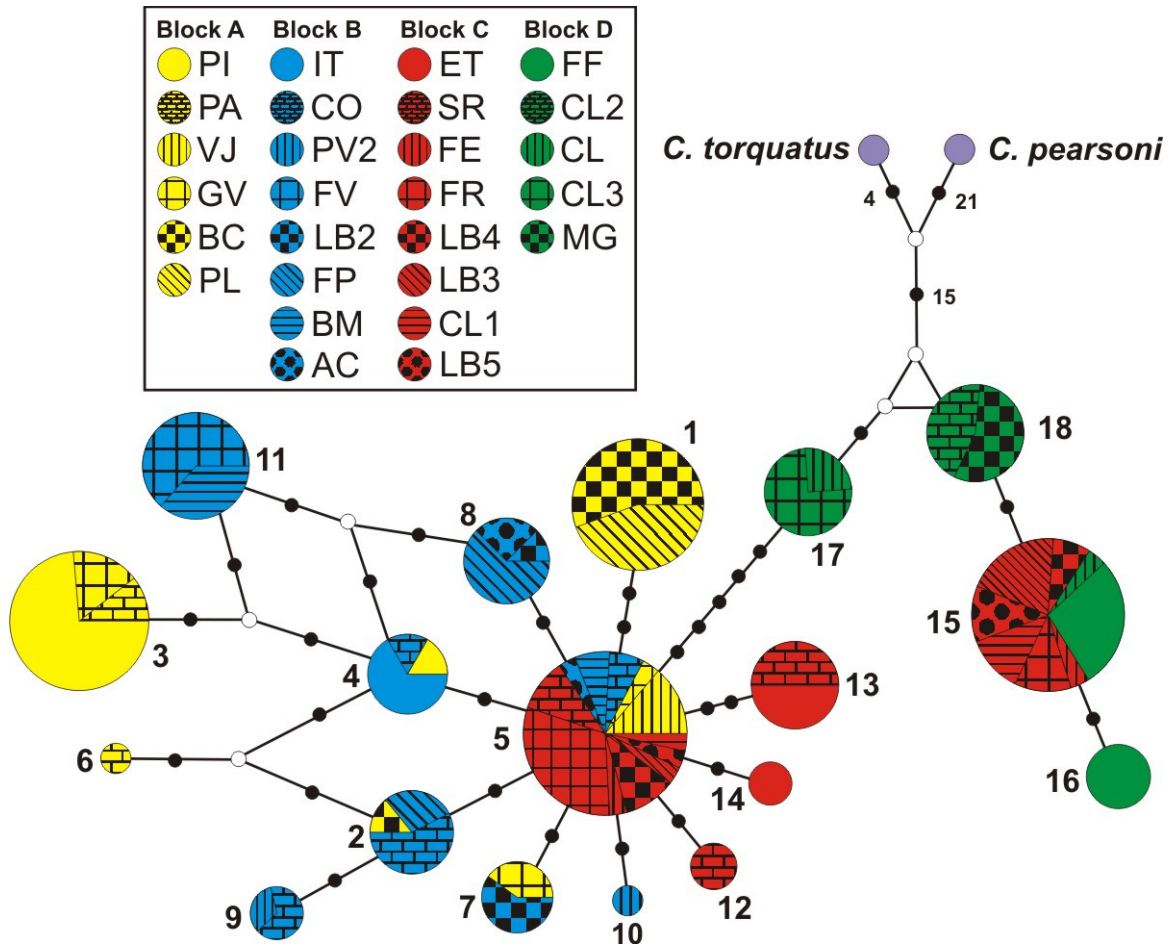 Block A Block B Block C Block D
PI IT ET FF
PA CO SR CL2
VJ PV2 FE CL
GV FV FR CL3
BC LB2 LB4 MG
PL FP LB3
BM CL1
AC LB5
C. torquatus C. pearsoni
4 21
15
1
18
11
8
17
3
15
4
13
5
6
14
16
2
7
12
9
10